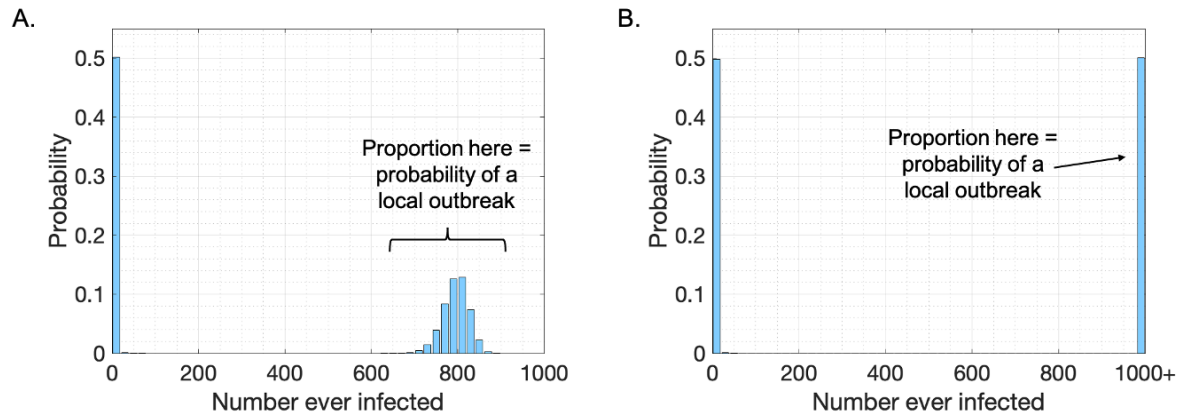 A.
0.5
0.4
0.3
0.2
0.1
0
Probability
Proportion here =
probability of a
local outbreak
0 200 400 600 800 1000
Number ever infected
B.
0.5
0.4
0.3
0.2
0.1
0
Probability
Proportion here =
probability of a
local outbreak
0 200 400 600 800 1000+
Number ever infected